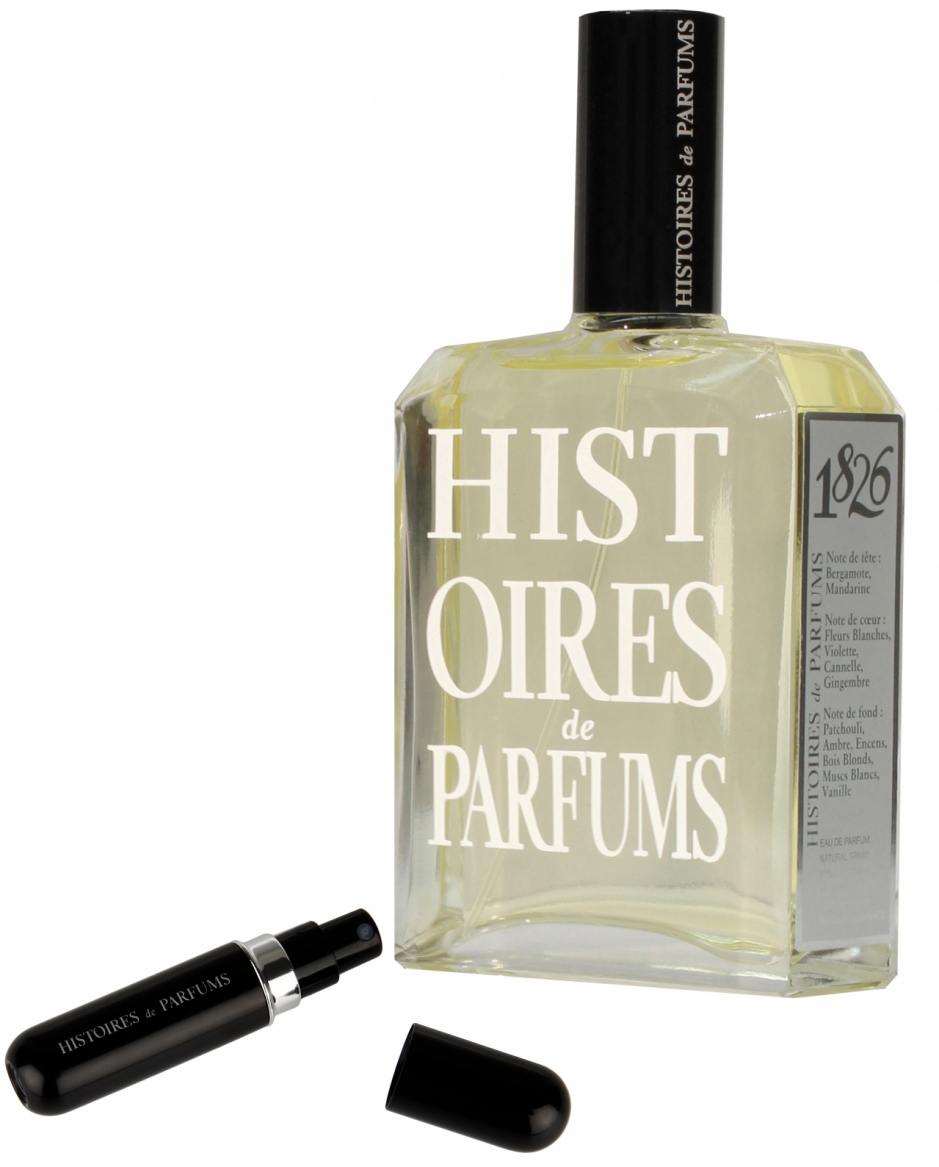 HISTOIRES de PARFUMS
HIST
OIRES
de
PARFUMS
1826
HISTOIRES de PARFUMS
Note de tête :
Bergamote,
Mandarine
Note de cœur :
Fleurs Blanches,
Violette,
Cannelle,
Gingembre
Note de fond :
Patchouli,
Ambre, Encens,
Bois Blonds,
Muscs Blancs,
Vanille
EAU DE PARFUM
NATURAL SPRAY
HISTOIRES de PARFUMS